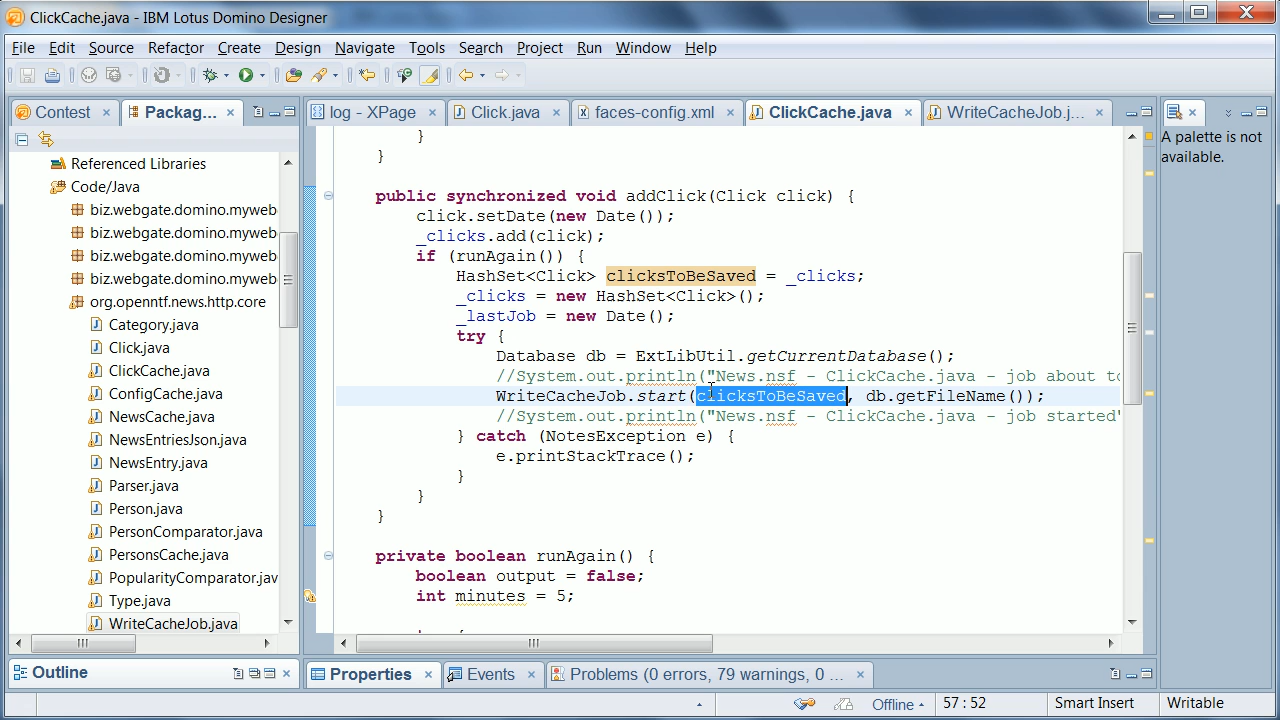 ClickCache.java - IBM Lotus Domino Designer
File Edit Source Refactor Create Design Navigate Tools Search Project Run Window Help
Contest Packag... log - XPage Click.java faces-config.xml ClickCache.java WriteCacheJob.j...
A palette is not
available.
Referenced Libraries
Code/Java
biz.webgate.domino.myweb
biz.webgate.domino.myweb
biz.webgate.domino.myweb
biz.webgate.domino.myweb
org.openntf.news.http.core
Category.java
Click.java
ClickCache.java
ConfigCache.java
NewsCache.java
NewsEntriesJson.java
NewsEntry.java
Parser.java
Person.java
PersonComparator.java
PersonsCache.java
PopularityComparator.jav
Type.java
WriteCacheJob.java
Outline
}
}
public synchronized void addClick(Click click) {
click.setDate(new Date());
_clicks.add(click);
if (runAgain()) {
HashSet<Click> clicksToBeSaved = _clicks;
_clicks = new HashSet<Click>();
_lastJob = new Date();
try {
Database db = ExtLibUtil.getCurrentDatabase();
//System.out.println("News.nsf - ClickCache.java - job about to
WriteCacheJob.start(clicksToBeSaved, db.getFileName());
//System.out.println("News.nsf - ClickCache.java - job started"
} catch (NotesException e) {
e.printStackTrace();
}
}
}
private boolean runAgain() {
boolean output = false;
int minutes = 5;
Properties Events Problems (0 errors, 79 warnings, 0 ...
Offline 57 : 52 Smart Insert Writable